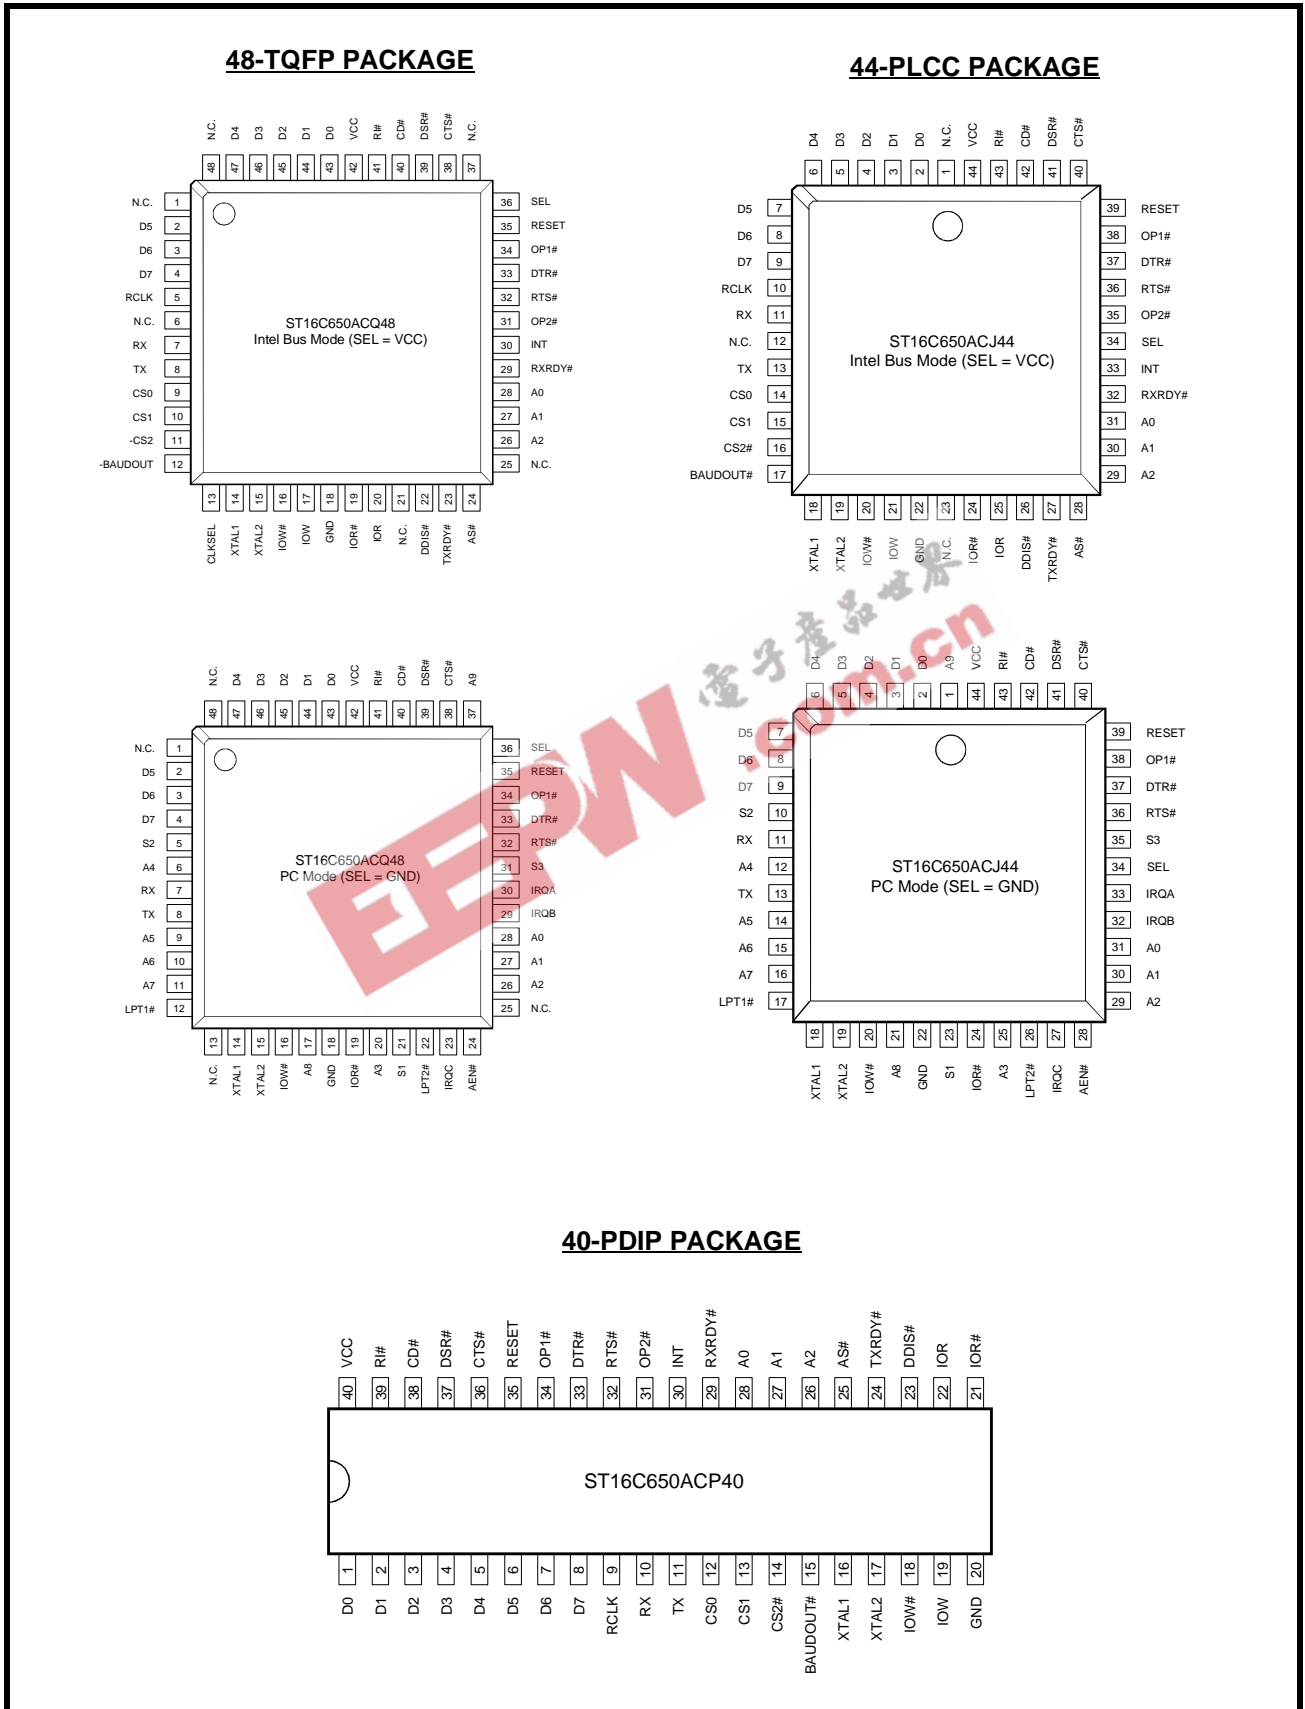 48-TQFP PACKAGE
N.C. D4 D3 D2 D1 D0 VCC RI# CD# DSR# CTS# N.C.
48 47 46 45 44 43 42 41 40 39 38 37
N.C. 1 36 SEL
D5 2 35 RESET
D6 3 34 OP1#
D7 4 33 DTR#
RCLK 5 32 RTS#
N.C. 6 31 OP2#
RX 7 30 INT
TX 8 29 RXRDY#
CS0 9 28 A0
CS1 10 27 A1
-CS2 11 26 A2
-BAUDOUT 12 25 N.C.
ST16C650ACQ48
Intel Bus Mode (SEL = VCC)
13 14 15 16 17 18 19 20 21 22 23 24
CLKSEL XTAL1 XTAL2 IOW# IOW GND IOR# IOR N.C. DDIS# TXRDY# AS#
44-PLCC PACKAGE
D4 D3 D2 D1 D0 N.C. VCC RI# CD# DSR# CTS#
6 5 4 3 2 1 44 43 42 41 40
D5 7 39 RESET
D6 8 38 OP1#
D7 9 37 DTR#
RCLK 10 36 RTS#
RX 11 35 OP2#
N.C. 12 34 SEL
TX 13 33 INT
CS0 14 32 RXRDY#
CS1 15 31 A0
CS2# 16 30 A1
BAUDOUT# 17 29 A2
ST16C650ACJ44
Intel Bus Mode (SEL = VCC)
18 19 20 21 22 23 24 25 26 27 28
XTAL1 XTAL2 IOW# IOW GND N.C. IOR# IOR DDIS# TXRDY# AS#
N.C. D4 D3 D2 D1 D0 VCC RI# CD# DSR# CTS# A9
48 47 46 45 44 43 42 41 40 39 38 37
N.C. 1 36 SEL
D5 2 35 RESET
D6 3 34 OP1#
D7 4 33 DTR#
S2 5 32 RTS#
A4 6 31 S3
RX 7 30 IRQA
TX 8 29 IRQB
A5 9 28 A0
A6 10 27 A1
A7 11 26 A2
LPT1# 12 25 N.C.
ST16C650ACQ48
PC Mode (SEL = GND)
13 14 15 16 17 18 19 20 21 22 23 24
N.C. XTAL1 XTAL2 IOW# A8 GND IOR# A3 S1 LPT2# IRQC AEN#
D4 D3 D2 D1 D0 A9 VCC RI# CD# DSR# CTS#
6 5 4 3 2 1 44 43 42 41 40
D5 7 39 RESET
D6 8 38 OP1#
D7 9 37 DTR#
S2 10 36 RTS#
RX 11 35 S3
A4 12 34 SEL
TX 13 33 IRQA
A5 14 32 IRQB
A6 15 31 A0
A7 16 30 A1
LPT1# 17 29 A2
ST16C650ACJ44
PC Mode (SEL = GND)
18 19 20 21 22 23 24 25 26 27 28
XTAL1 XTAL2 IOW# A8 GND S1 IOR# A3 LPT2# IRQC AEN#
EEPW.com.cn
電子產品世界
40-PDIP PACKAGE
VCC RI# CD# DSR# CTS# RESET OP1# DTR# RTS# OP2# INT RXRDY# A0 A1 A2 AS# TXRDY# DDIS# IOR IOR#
40 39 38 37 36 35 34 33 32 31 30 29 28 27 26 25 24 23 22 21
ST16C650ACP40
1 2 3 4 5 6 7 8 9 10 11 12 13 14 15 16 17 18 19 20
D0 D1 D2 D3 D4 D5 D6 D7 RCLK RX TX CS0 CS1 CS2# BAUDOUT# XTAL1 XTAL2 IOW# IOW GND